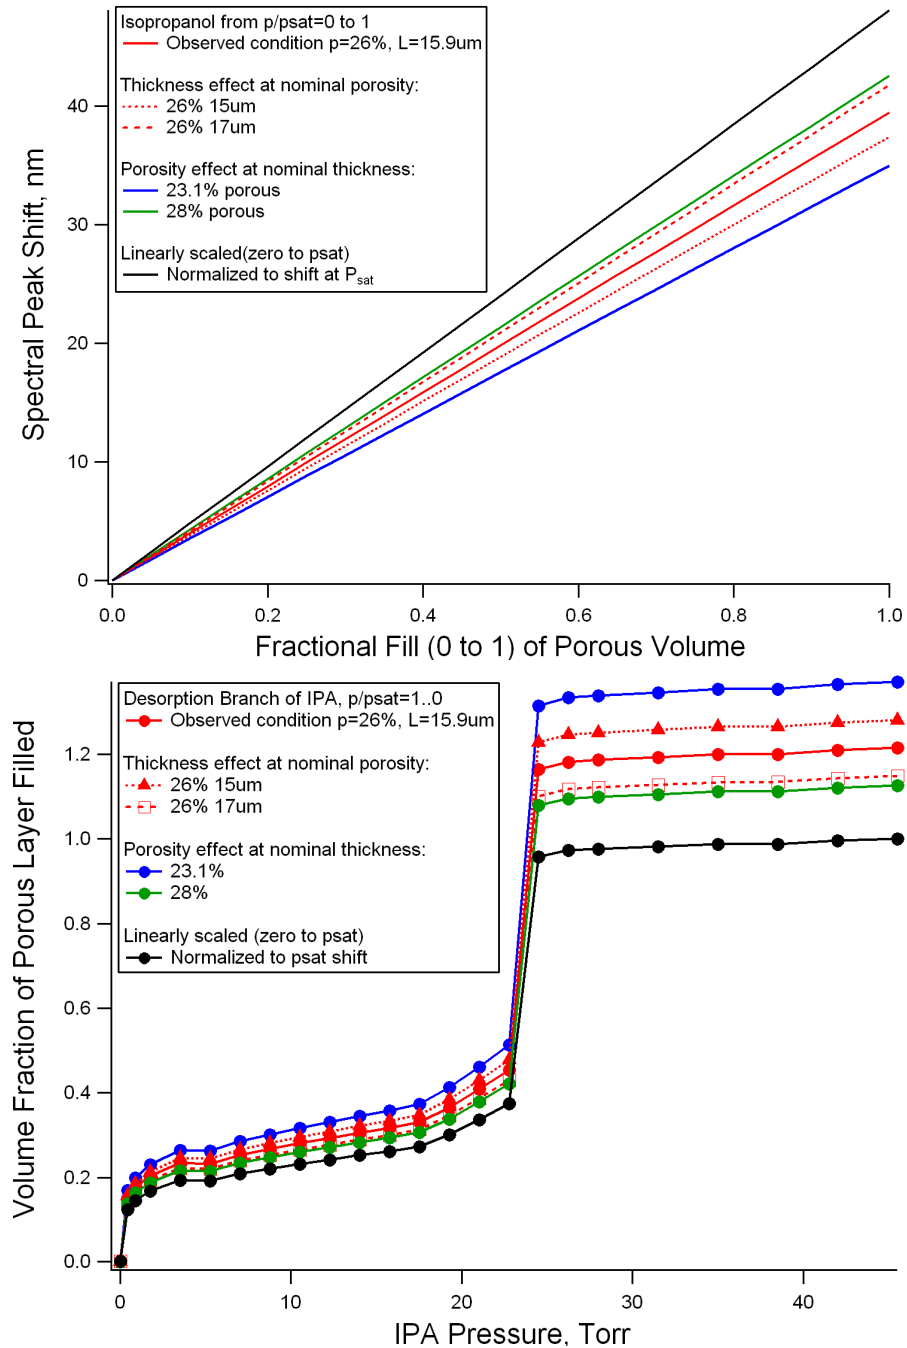 Isopropanol from p/psat=0 to 1
Observed condition p=26%, L=15.9um
Thickness effect at nominal porosity:
26% 15um
26% 17um
Porosity effect at nominal thickness:
23.1% porous
28% porous
Linearly scaled(zero to psat)
Normalized to shift at Psat
Spectral Peak Shift, nm
40
30
20
10
0
0.0 0.2 0.4 0.6 0.8 1.0
Fractional Fill (0 to 1) of Porous Volume
Desorption Branch of IPA, p/psat=1..0
Observed condition p=26%, L=15.9um
Thickness effect at nominal porosity:
26% 15um
26% 17um
Porosity effect at nominal thickness:
23.1%
28%
Linearly scaled (zero to psat)
Normalized to psat shift
Volume Fraction of Porous Layer Filled
1.2
1.0
0.8
0.6
0.4
0.2
0.0
0 10 20 30 40
IPA Pressure, Torr